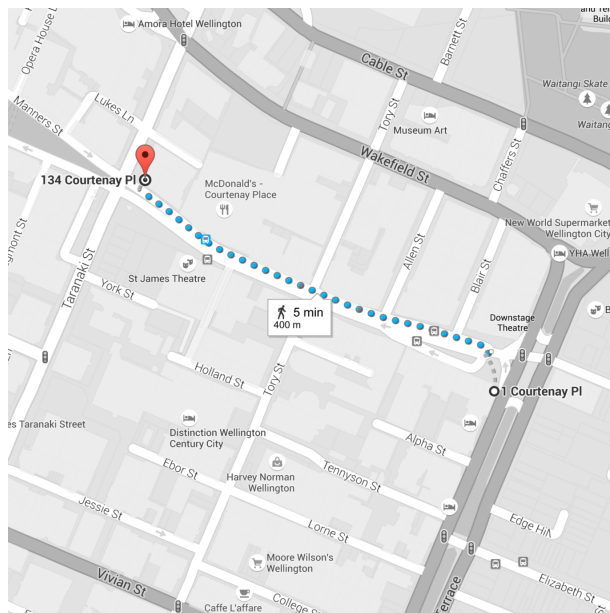 Amora Hotel Wellington
Opera House L
Barnett St
and Ter
Buil
Cable St
Waitangi Skate
Lukes Ln
Manners St
Tory St
Museum Art
Waitang
Chaffers St
Wakefield St
134 Courtenay Pl
McDonald's -
Courtenay Place
New World Supermarket
Wellington City
Allen St
YHA Well
Blair St
Taranaki St
St James Theatre
York St
5 min
400 m
Downstage
Theatre
Holland St
Tory St
1 Courtenay Pl
es Taranaki Street
Distinction Wellington
Century City
Alpha St
Ebor St
Tennyson St
Harvey Norman
Wellington
Jessie St
Lorne St
Edge Hill
Moore Wilson's
Wellington
Vivian St
Elizabeth St
Caffe L'affare
College S
Terrace